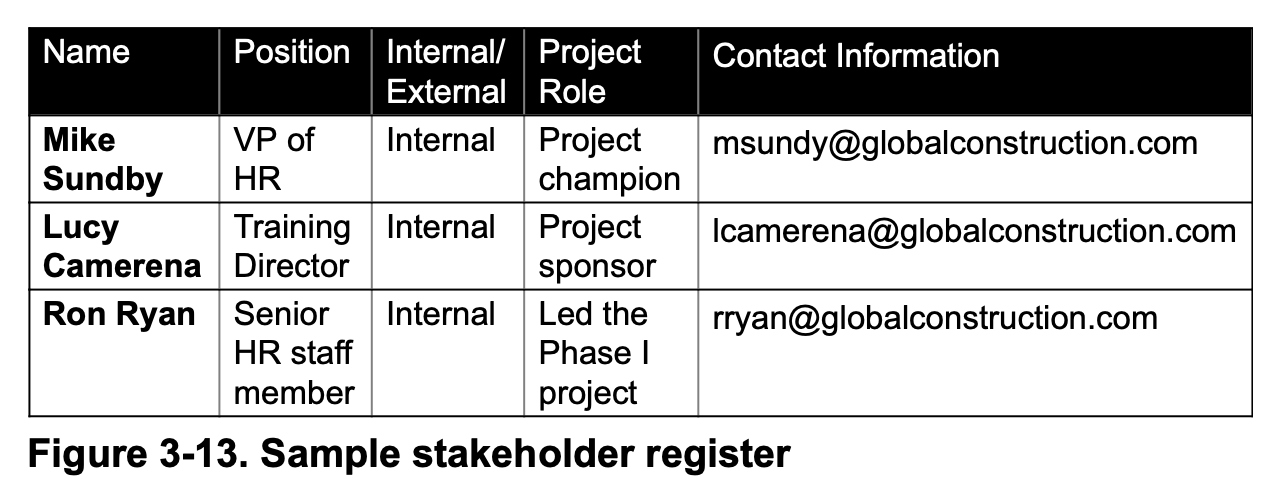 Name Position Internal/ External Project Role Contact Information
Mike Sundby VP of HR Internal Project champion msundy@globalconstruction.com
Lucy Camerena Training Director Internal Project sponsor lcamerena@globalconstruction.com
Ron Ryan Senior HR staff member Internal Led the Phase I project rryan@globalconstruction.com
Figure 3-13. Sample stakeholder register